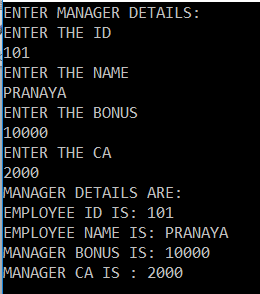 ENTER MANAGER DETAILS:
ENTER THE ID
101
ENTER THE NAME
PRANAYA
ENTER THE BONUS
10000
ENTER THE CA
2000
MANAGER DETAILS ARE:
EMPLOYEE ID IS: 101
EMPLOYEE NAME IS: PRANAYA
MANAGER BONUS IS: 10000
MANAGER CA IS : 2000